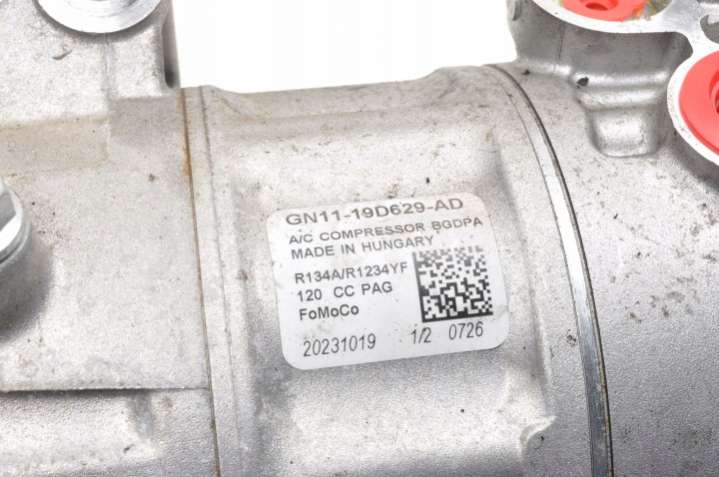 GN11-19D629-AD
A/C COMPRESSOR BGDPA
MADE IN HUNGARY
R134A/R1234YF
120 CC PAG
FoMoCo
20231019 1/2 0726